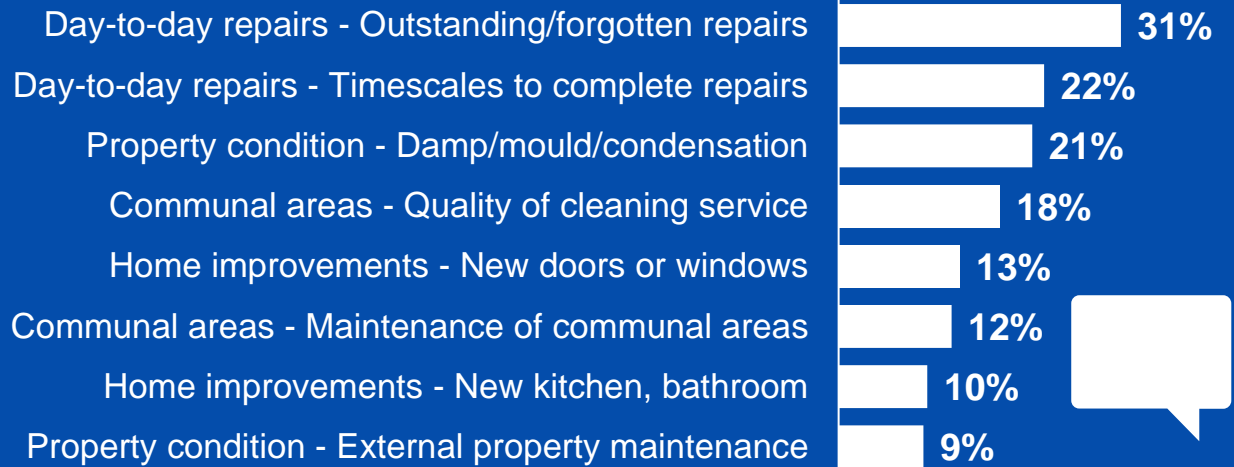 Day-to-day repairs - Outstanding/forgotten repairs 31%
Day-to-day repairs - Timescales to complete repairs 22%
Property condition - Damp/mould/condensation 21%
Communal areas - Quality of cleaning service 18%
Home improvements - New doors or windows 13%
Communal areas - Maintenance of communal areas 12%
Home improvements - New kitchen, bathroom 10%
Property condition - External property maintenance 9%